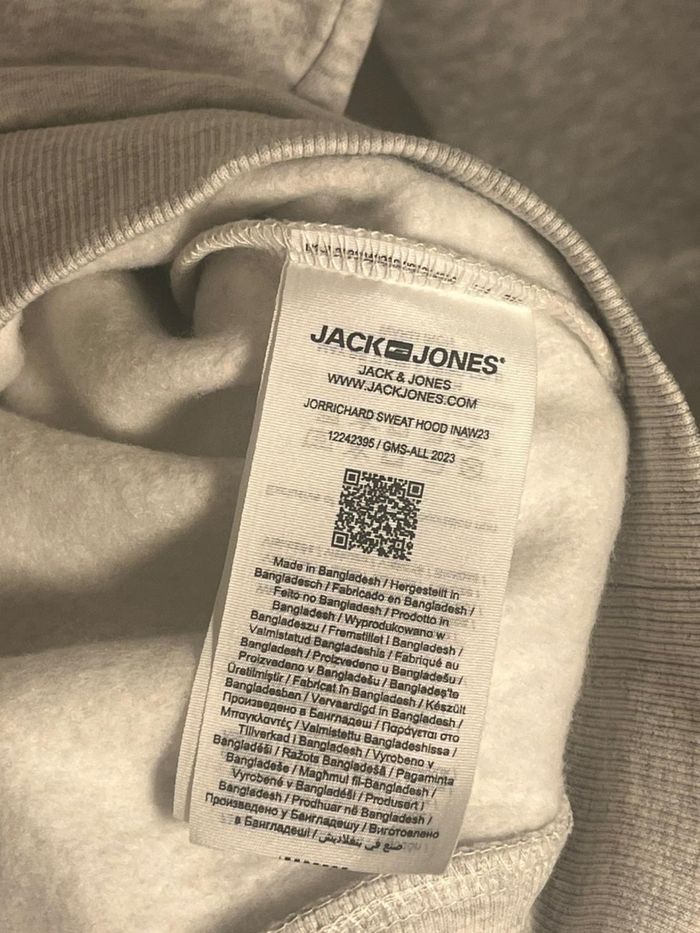 JACK JONES®
JACK & JONES
WWW.JACKJONES.COM
JORRICHARD SWEAT HOOD INAW23
12242395 / GMS-ALL 2023
Made in Bangladesh / Hergestellt in
Bangladesch / Fabricado en Bangladesh /
Feito no Bangladesh / Prodotto in
Bangladesh / Wyprodukowano w
Bangladeszu / Fremstillet i Bangladesh /
Valmistatud Bangladeshis / Fabriqué au
Bangladesh / Proizvedeno u Bangladešu /
Proizvedeno v Bangladešu / Bangladeş'te
Üretilmiştir / Fabricat în Bangladesh / Készült
Bangladesben / Vervaardigd in Bangladesh /
Произведено в Бангладеш / Παράγεται στο
Μπαγκλαντές / Valmistettu Bangladeshissa /
Tillverkad i Bangladesh / Vyrobeno v
Bangladéši / Ražots Bangladešā / Pagaminta
Bangladeše / Magħmul fil-Bangladesh /
Vyrobené v Bangladéši / Produsert i
Bangladesh / Prodhuar në Bangladesh /
Произведено у Бангладешу / Виготовлено
в Бангладеші / صنع في بنغلاديش